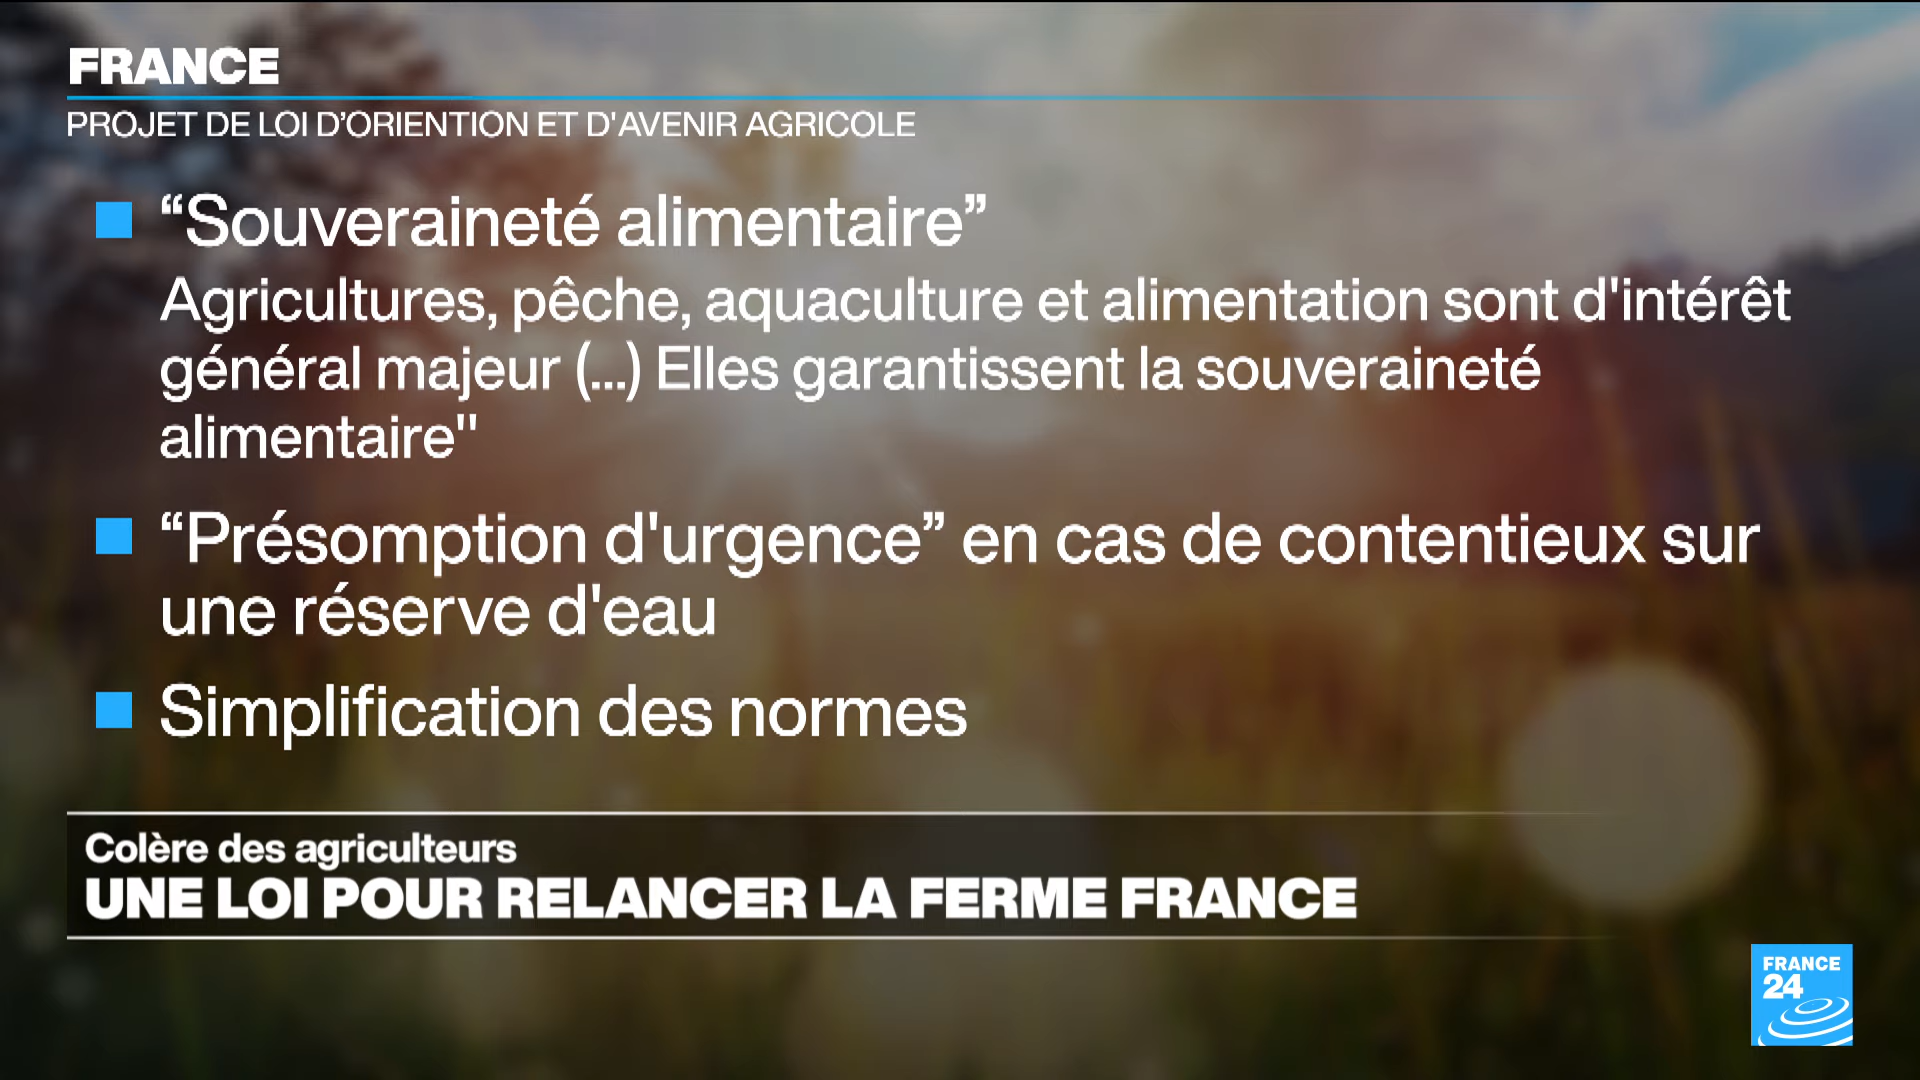 FRANCE
PROJET DE LOI D’ORIENTION ET D'AVENIR AGRICOLE
“Souveraineté alimentaire”
Agricultures, pêche, aquaculture et alimentation sont d'intérêt
général majeur (...) Elles garantissent la souveraineté
alimentaire"
“Présomption d'urgence” en cas de contentieux sur
une réserve d'eau
Simplification des normes
Colère des agriculteurs
UNE LOI POUR RELANCER LA FERME FRANCE
FRANCE
24